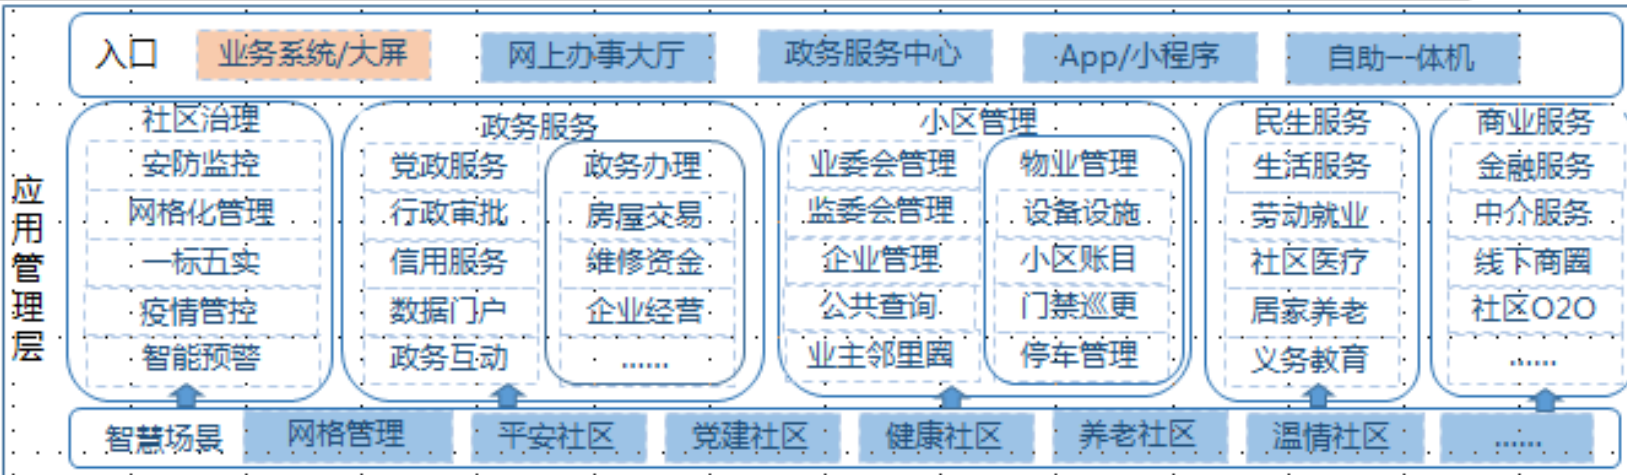 应用管理层
入口 业务系统/大屏 网上办事大厅 政务服务中心 App/小程序 自助一体机
社区治理
安防监控
网格化管理
一标五实
疫情管控
智能预警
政务服务
党政服务
行政审批
信用服务
数据门户
政务互动
政务办理
房屋交易
维修资金
企业经营
......
小区管理
业委会管理
监委会管理
企业管理
公共查询
业主邻里圈
物业管理
设备设施
小区账目
门禁巡更
停车管理
民生服务
生活服务
劳动就业
社区医疗
居家养老
义务教育
商业服务
金融服务
中介服务
线下商圈
社区O2O
......
智慧场景 网格管理 平安社区 党建社区 健康社区 养老社区 温情社区 ......